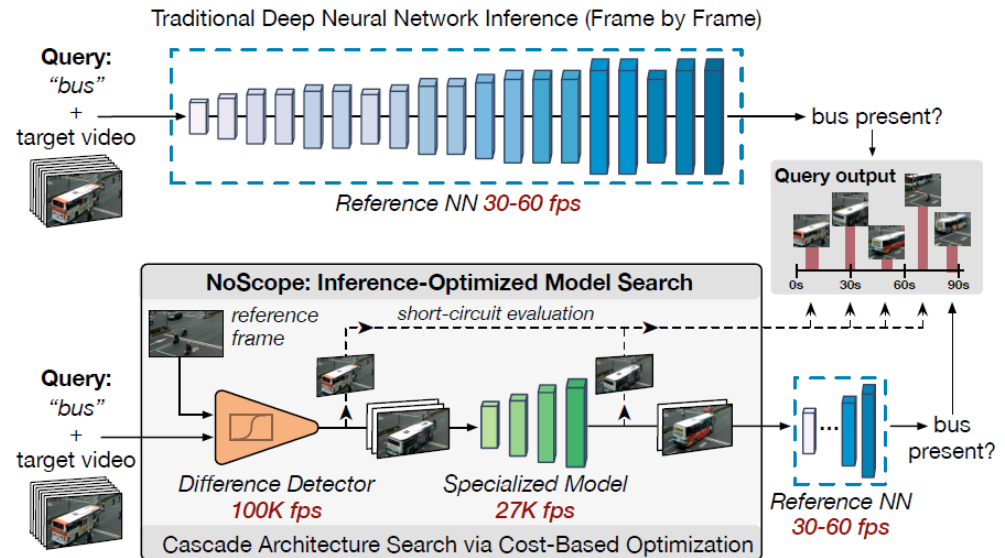 Traditional Deep Neural Network Inference (Frame by Frame)
Query:
"bus"
+
target video
Reference NN 30-60 fps
bus present?
Query output
0s 30s 60s 90s
NoScope: Inference-Optimized Model Search
reference
frame
short-circuit evaluation
Query:
"bus"
+
target video
Difference Detector
100K fps
Specialized Model
27K fps
Cascade Architecture Search via Cost-Based Optimization
...
Reference NN
30-60 fps
bus
present?